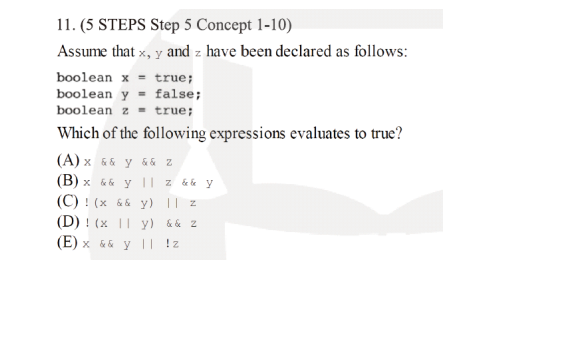 11. (5 STEPS Step 5 Concept 1-10)
Assume that x, y and z have been declared as follows:
boolean x = true;
boolean y = false;
boolean z = true;
Which of the following expressions evaluates to true?
(A) x && y && z
(B) x && y || z && y
(C) ! (x && y) || z
(D) ! (x || y) && z
(E) x && y || !z